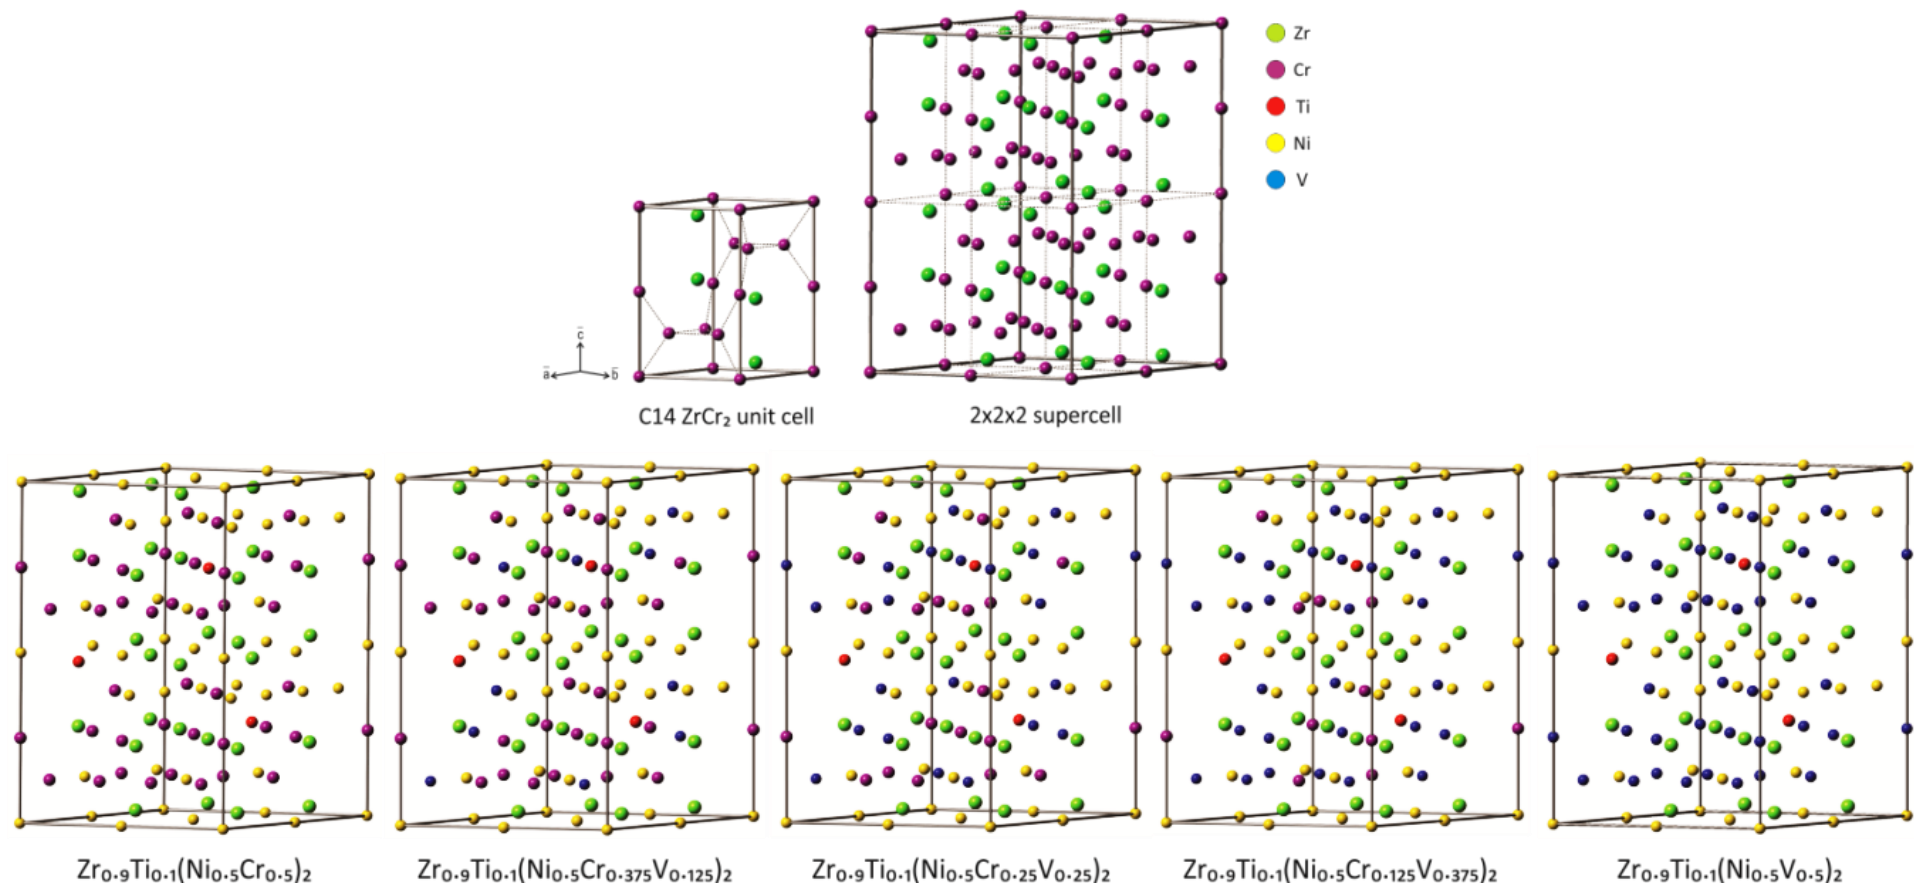 Zr
Cr
Ti
Ni
V
c̄
ā b̄
C14 ZrCr₂ unit cell
2x2x2 supercell
Zr₀.₉Ti₀.₁(Ni₀.₅Cr₀.₅)₂
Zr₀.₉Ti₀.₁(Ni₀.₅Cr₀.₃₇₅V₀.₁₂₅)₂
Zr₀.₉Ti₀.₁(Ni₀.₅Cr₀.₂₅V₀.₂₅)₂
Zr₀.₉Ti₀.₁(Ni₀.₅Cr₀.₁₂₅V₀.₃₇₅)₂
Zr₀.₉Ti₀.₁(Ni₀.₅V₀.₅)₂